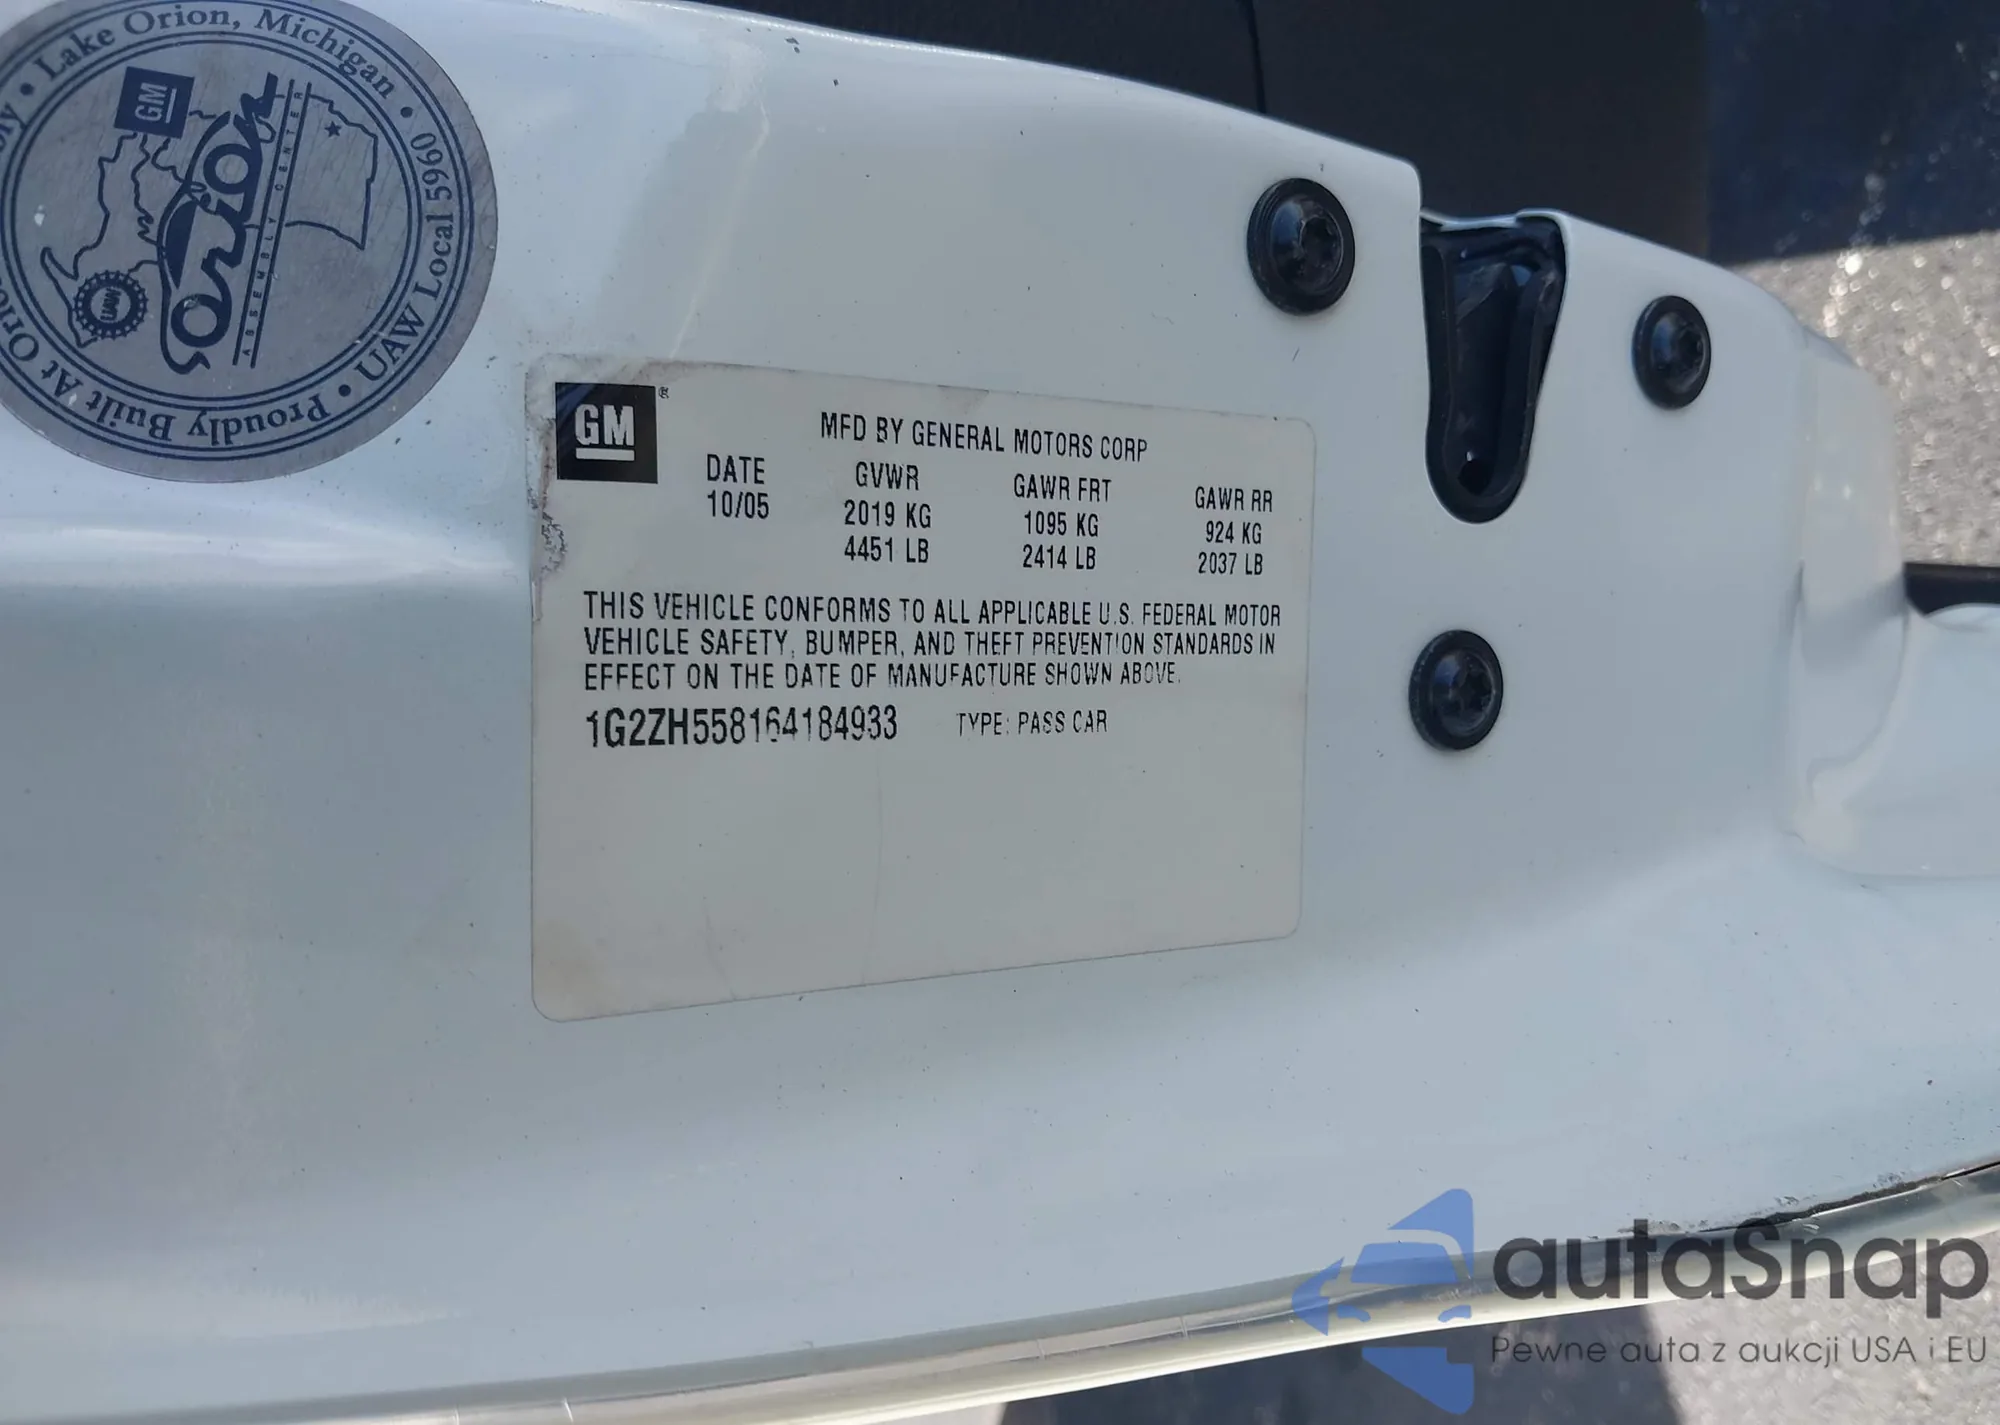 Lake Orion, Michigan • UAW Local 5960 • Proudly Built At
GM
orion
ASSEMBLY CENTER
UAW
GM ®
MFD BY GENERAL MOTORS CORP
DATE GVWR GAWR FRT GAWR RR
10/05 2019 KG 1095 KG 924 KG
4451 LB 2414 LB 2037 LB
THIS VEHICLE CONFORMS TO ALL APPLICABLE U.S. FEDERAL MOTOR
VEHICLE SAFETY, BUMPER, AND THEFT PREVENTION STANDARDS IN
EFFECT ON THE DATE OF MANUFACTURE SHOWN ABOVE.
1G2ZH558164184933 TYPE: PASS CAR
autaSnap
Pewne auta z aukcji USA i EU